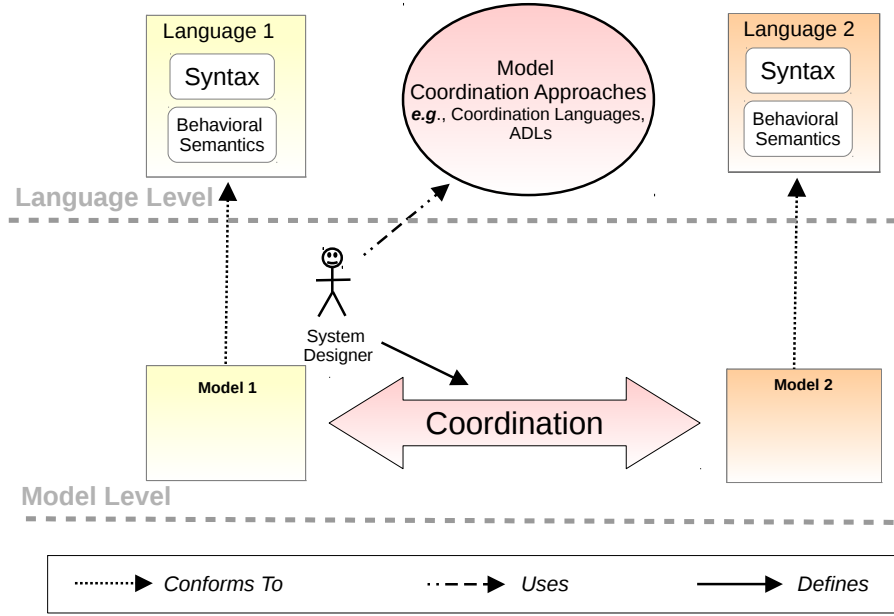 Language 1
Syntax
Behavioral
Semantics
Model
Coordination Approaches
e.g., Coordination Languages,
ADLs
Language 2
Syntax
Behavioral
Semantics
Language Level
System
Designer
Model 1
Coordination
Model 2
Model Level
Conforms To
Uses
Defines